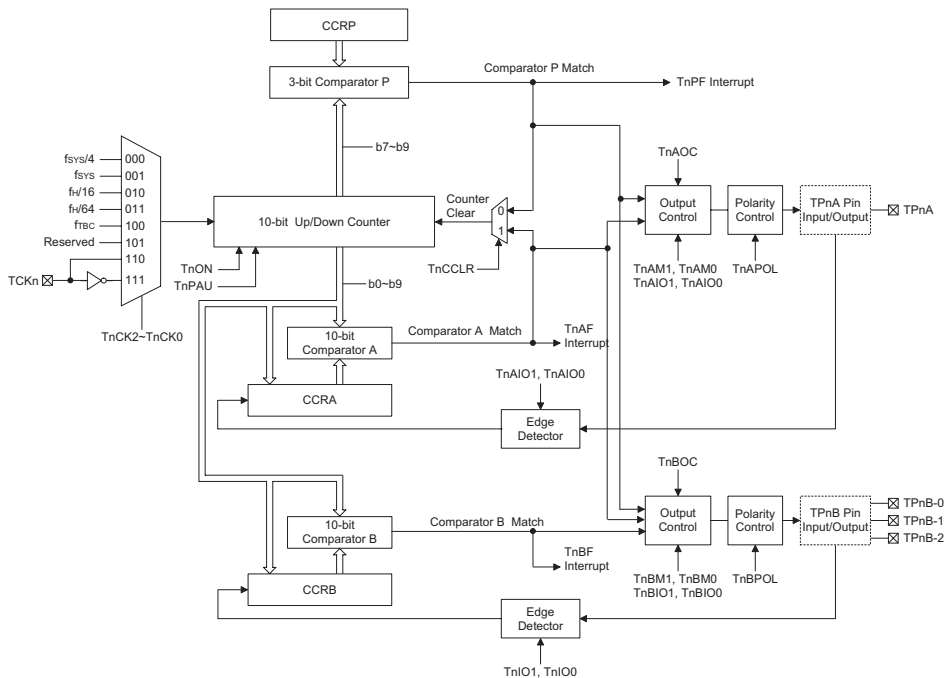 CCRP
3-bit Comparator P
Comparator P Match
TnPF Interrupt
b7~b9
fSYS/4
000
fSYS
001
fH/16
010
fH/64
011
fTBC
100
Reserved
101
110
111
TCKn
TnCK2~TnCK0
10-bit Up/Down Counter
TnON
TnPAU
b0~b9
Counter
Clear
0
1
TnCCLR
TnAOC
Output
Control
TnAM1, TnAM0
TnAIO1, TnAIO0
Polarity
Control
TnAPOL
TPnA Pin
Input/Output
TPnA
10-bit
Comparator A
Comparator A Match
TnAF
Interrupt
CCRA
TnAIO1, TnAIO0
Edge
Detector
TnBOC
10-bit
Comparator B
Comparator B Match
TnBF
Interrupt
Output
Control
TnBM1, TnBM0
TnBIO1, TnBIO0
Polarity
Control
TnBPOL
TPnB Pin
Input/Output
TPnB-0
TPnB-1
TPnB-2
CCRB
Edge
Detector
TnIO1, TnIO0